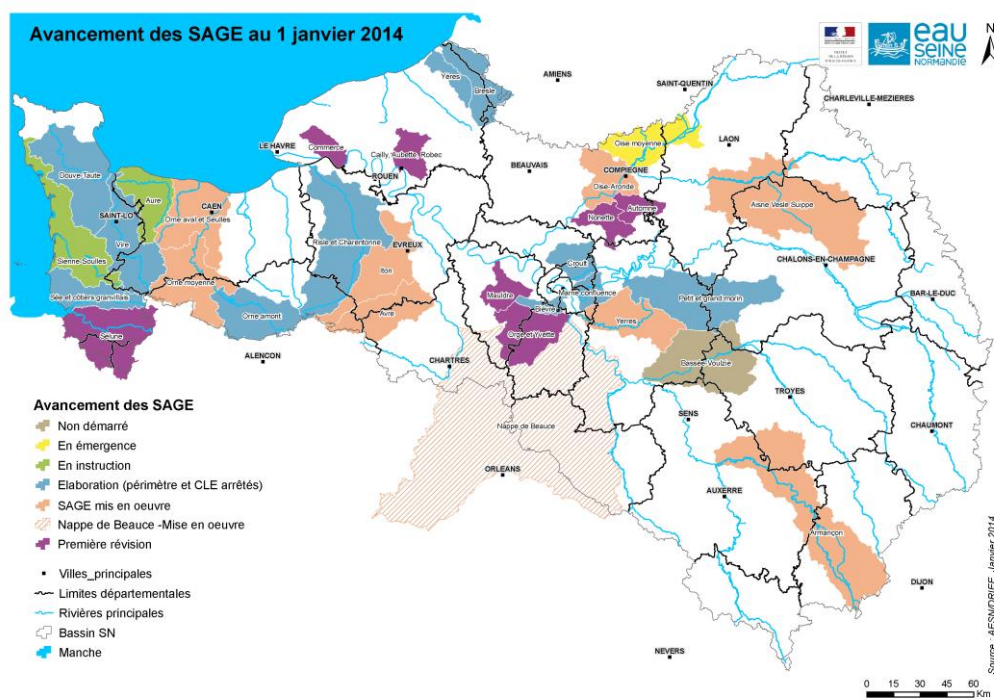 Avancement des SAGE au 1 janvier 2014
eau
SEINE
NORMANDIE
N
AMIENS
SAINT-QUENTIN
CHARLEVILLE-MEZIERES
Yères
Bresle
LE HAVRE
Commerce
Cailly, Aubette, Robec
ROUEN
BEAUVAIS
Oise moyenne
LAON
COMPIEGNE
Oise-Aronde
Automne
Nonette
Aisne Vesle Suippe
Douve-Taute
Aure
CAEN
SAINT-LO
Orne aval et Seulles
Vire
Sienne-Soulles
Risle et Charentonne
EVREUX
Iton
Orne moyenne
Sée et côtiers granvillais
Orne amont
Avre
Sélune
ALENCON
Croult
Marne confluence
Mauldre
Bièvre
Orge et Yvette
Yerres
Petit et grand morin
CHALONS-EN-CHAMPAGNE
BAR-LE-DUC
Bassée-Voulzie
CHARTRES
TROYES
SENS
CHAUMONT
Nappe de Beauce
ORLEANS
AUXERRE
Armançon
DIJON
NEVERS
Avancement des SAGE
Non démarré
En émergence
En instruction
Elaboration (périmètre et CLE arrêtés)
SAGE mis en oeuvre
Nappe de Beauce -Mise en oeuvre
Première révision
Villes_principales
Limites départementales
Rivières principales
Bassin SN
Manche
Source : AESN/DRIEE, Janvier 2014
0 15 30 45 60
Km